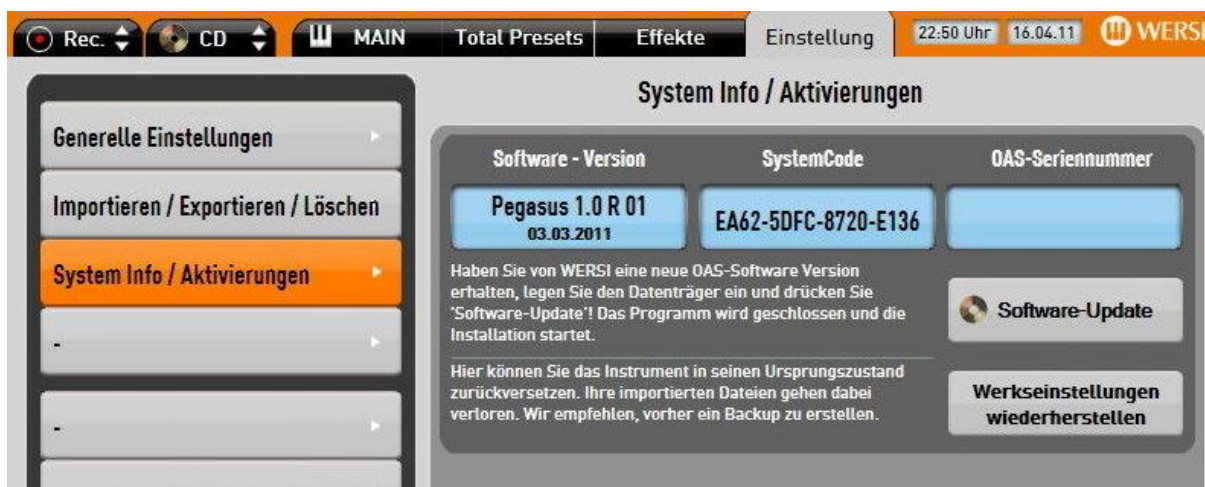 Rec. CD MAIN Total Presets Effekte Einstellung 22:50 Uhr 16.04.11 WERSI
System Info / Aktivierungen
Generelle Einstellungen
Importieren / Exportieren / Löschen
System Info / Aktivierungen
-
-
Software - Version SystemCode OAS-Seriennummer
Pegasus 1.0 R 01
03.03.2011
EA62-5DFC-8720-E136
Haben Sie von WERSI eine neue OAS-Software Version
erhalten, legen Sie den Datenträger ein und drücken Sie
'Software-Update'! Das Programm wird geschlossen und die
Installation startet.
Software-Update
Hier können Sie das Instrument in seinen Ursprungszustand
zurückversetzen. Ihre importierten Dateien gehen dabei
verloren. Wir empfehlen, vorher ein Backup zu erstellen.
Werkseinstellungen
wiederherstellen